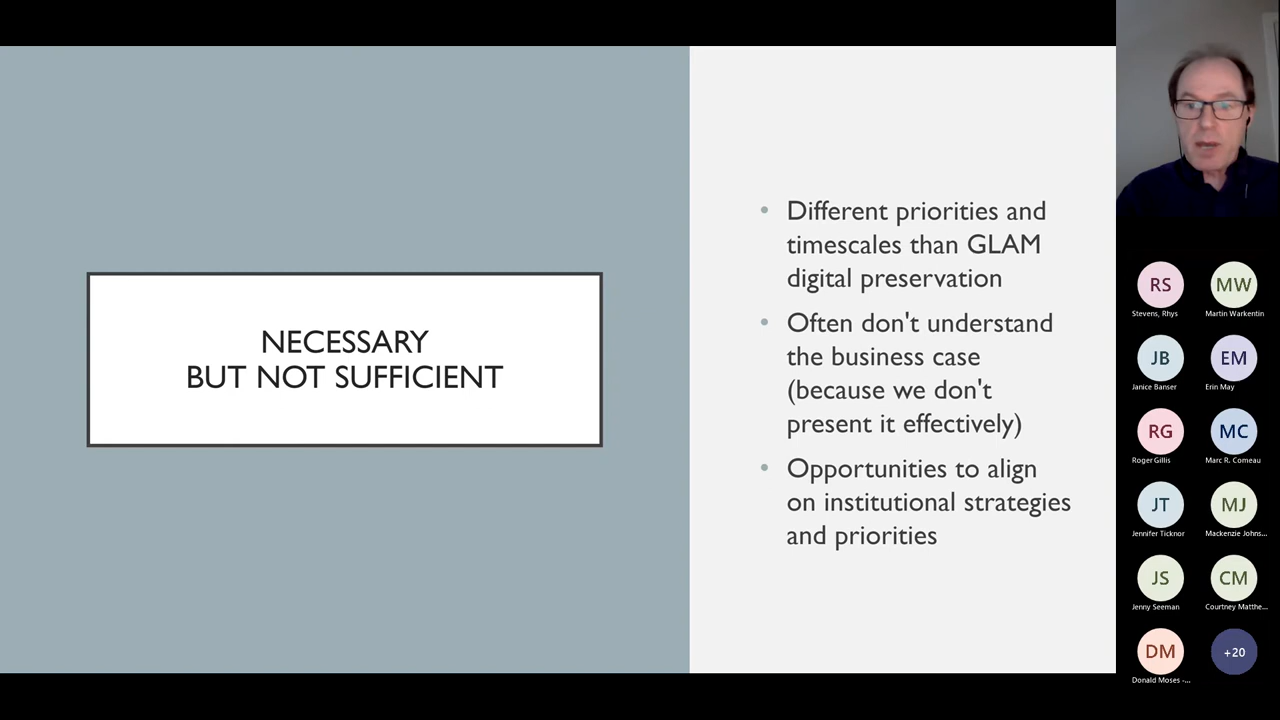 NECESSARY
BUT NOT SUFFICIENT
• Different priorities and
timescales than GLAM
digital preservation
• Often don't understand
the business case
(because we don't
present it effectively)
• Opportunities to align
on institutional strategies
and priorities
RS MW
Stevens, Rhys Martin Warkentin
JB EM
Janice Banser Erin May
RG MC
Roger Gillis Marc R. Comeau
JT MJ
Jennifer Ticknor Mackenzie Johns...
JS CM
Jenny Seeman Courtney Matthe...
DM +20
Donald Moses -...